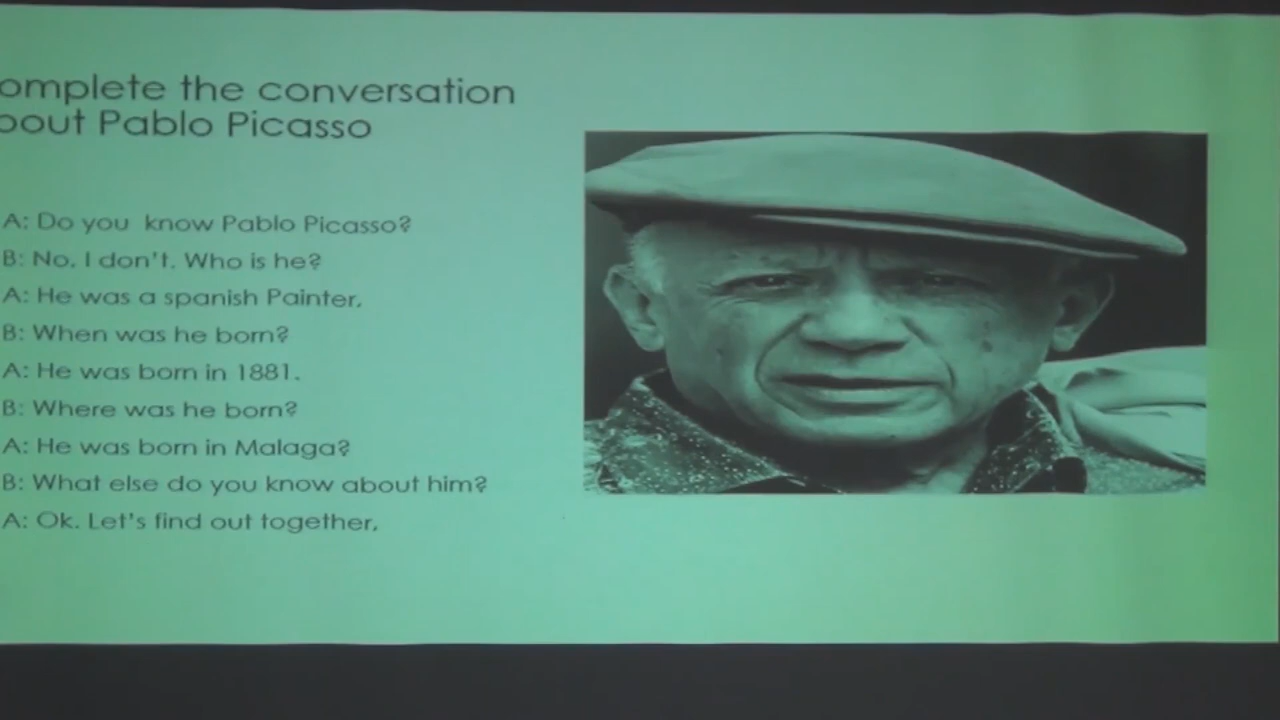 omplete the conversation
bout Pablo Picasso
A: Do you know Pablo Picasso?
B: No, I don't. Who is he?
A: He was a spanish Painter.
B: When was he born?
A: He was born in 1881.
B: Where was he born?
A: He was born in Malaga?
B: What else do you know about him?
A: Ok. Let's find out together.